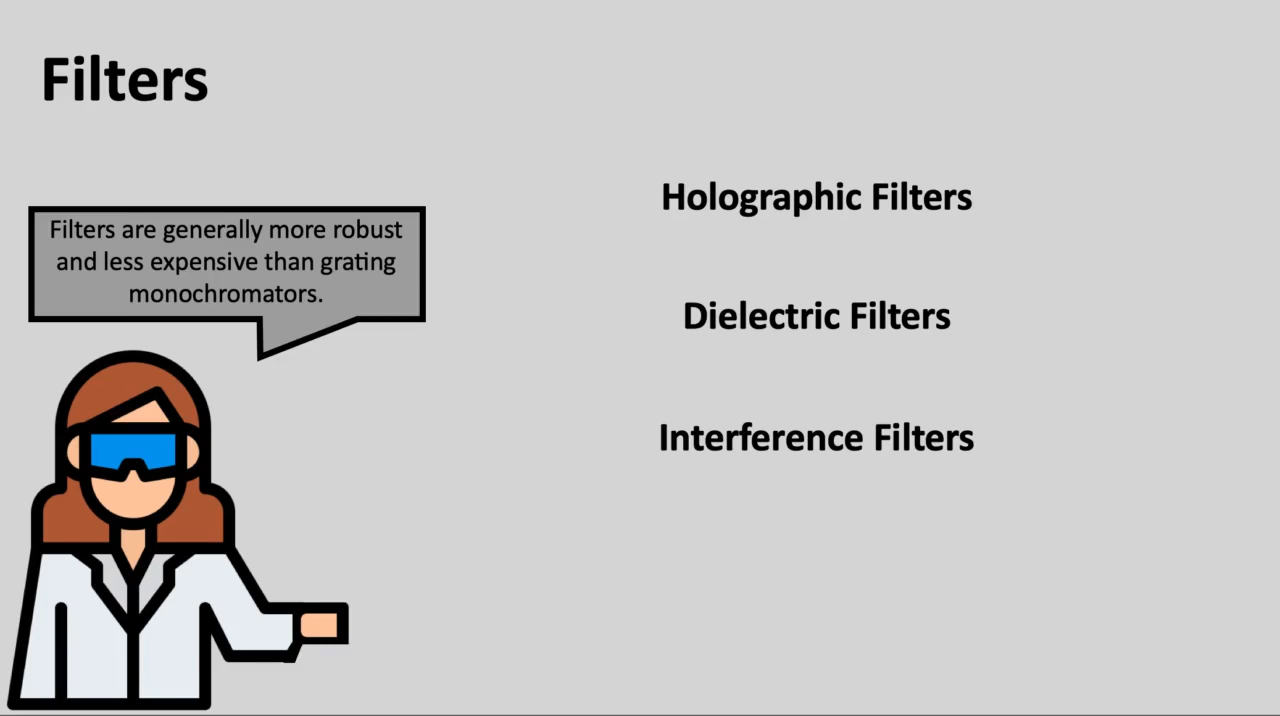 Filters
Filters are generally more robust
and less expensive than grating
monochromators.
Holographic Filters
Dielectric Filters
Interference Filters